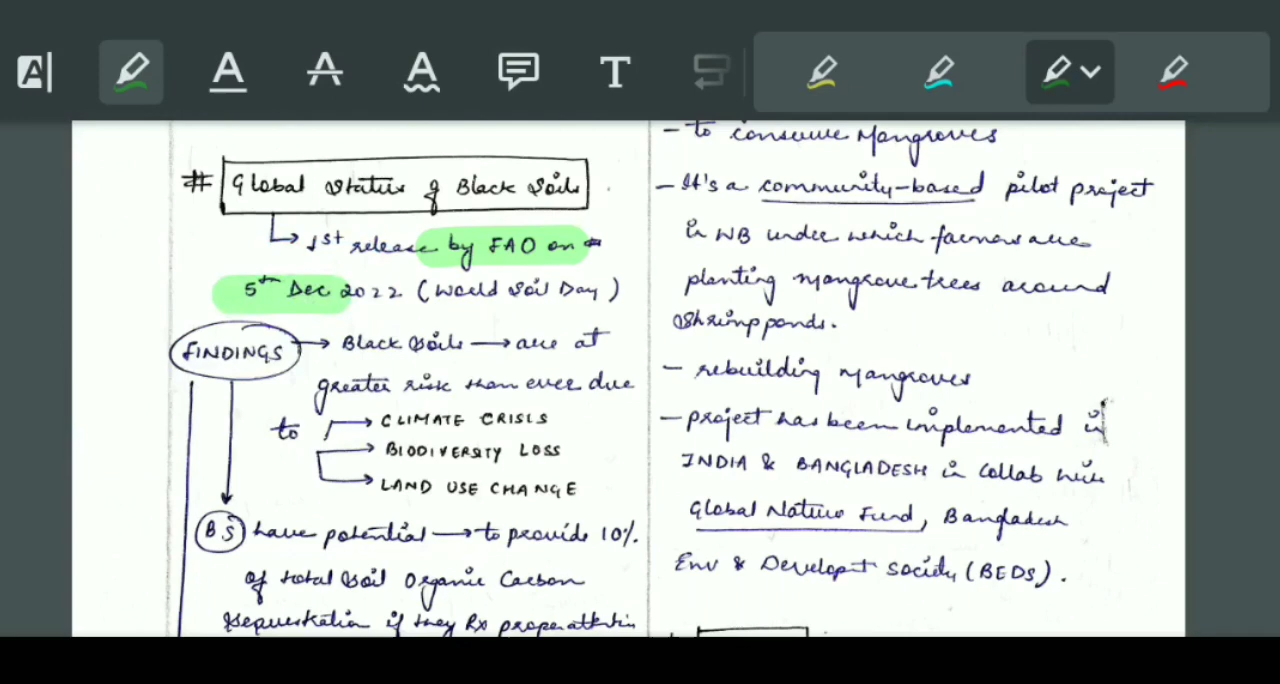 # Global Status of Black Soils
1st release by FAO on
5th Dec 2022 (World Soil Day)
FINDINGS → Black Soils → are at
greater risk than ever due
to → CLIMATE CRISIS
→ BIODIVERSITY LOSS
→ LAND USE CHANGE
BS have potential → to provide 10%
of total Soil Organic Carbon
Sequestration if they Rx proper attention
- to conserve Mangroves
- It's a community-based pilot project
in WB under which farmers are
planting Mangrove trees around
Shrimp ponds.
- rebuilding Mangroves
- project has been implemented in
INDIA & BANGLADESH in Collab with
Global Nature Fund, Bangladesh
Env & Developt Society (BEDS).